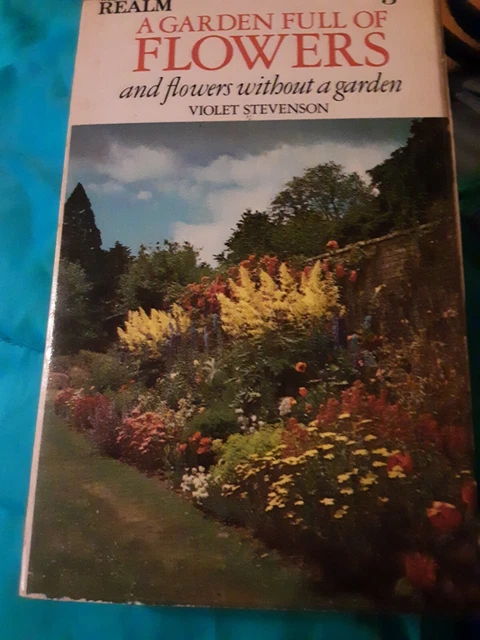 REALM
A GARDEN FULL OF
FLOWERS
and flowers without a garden
VIOLET STEVENSON